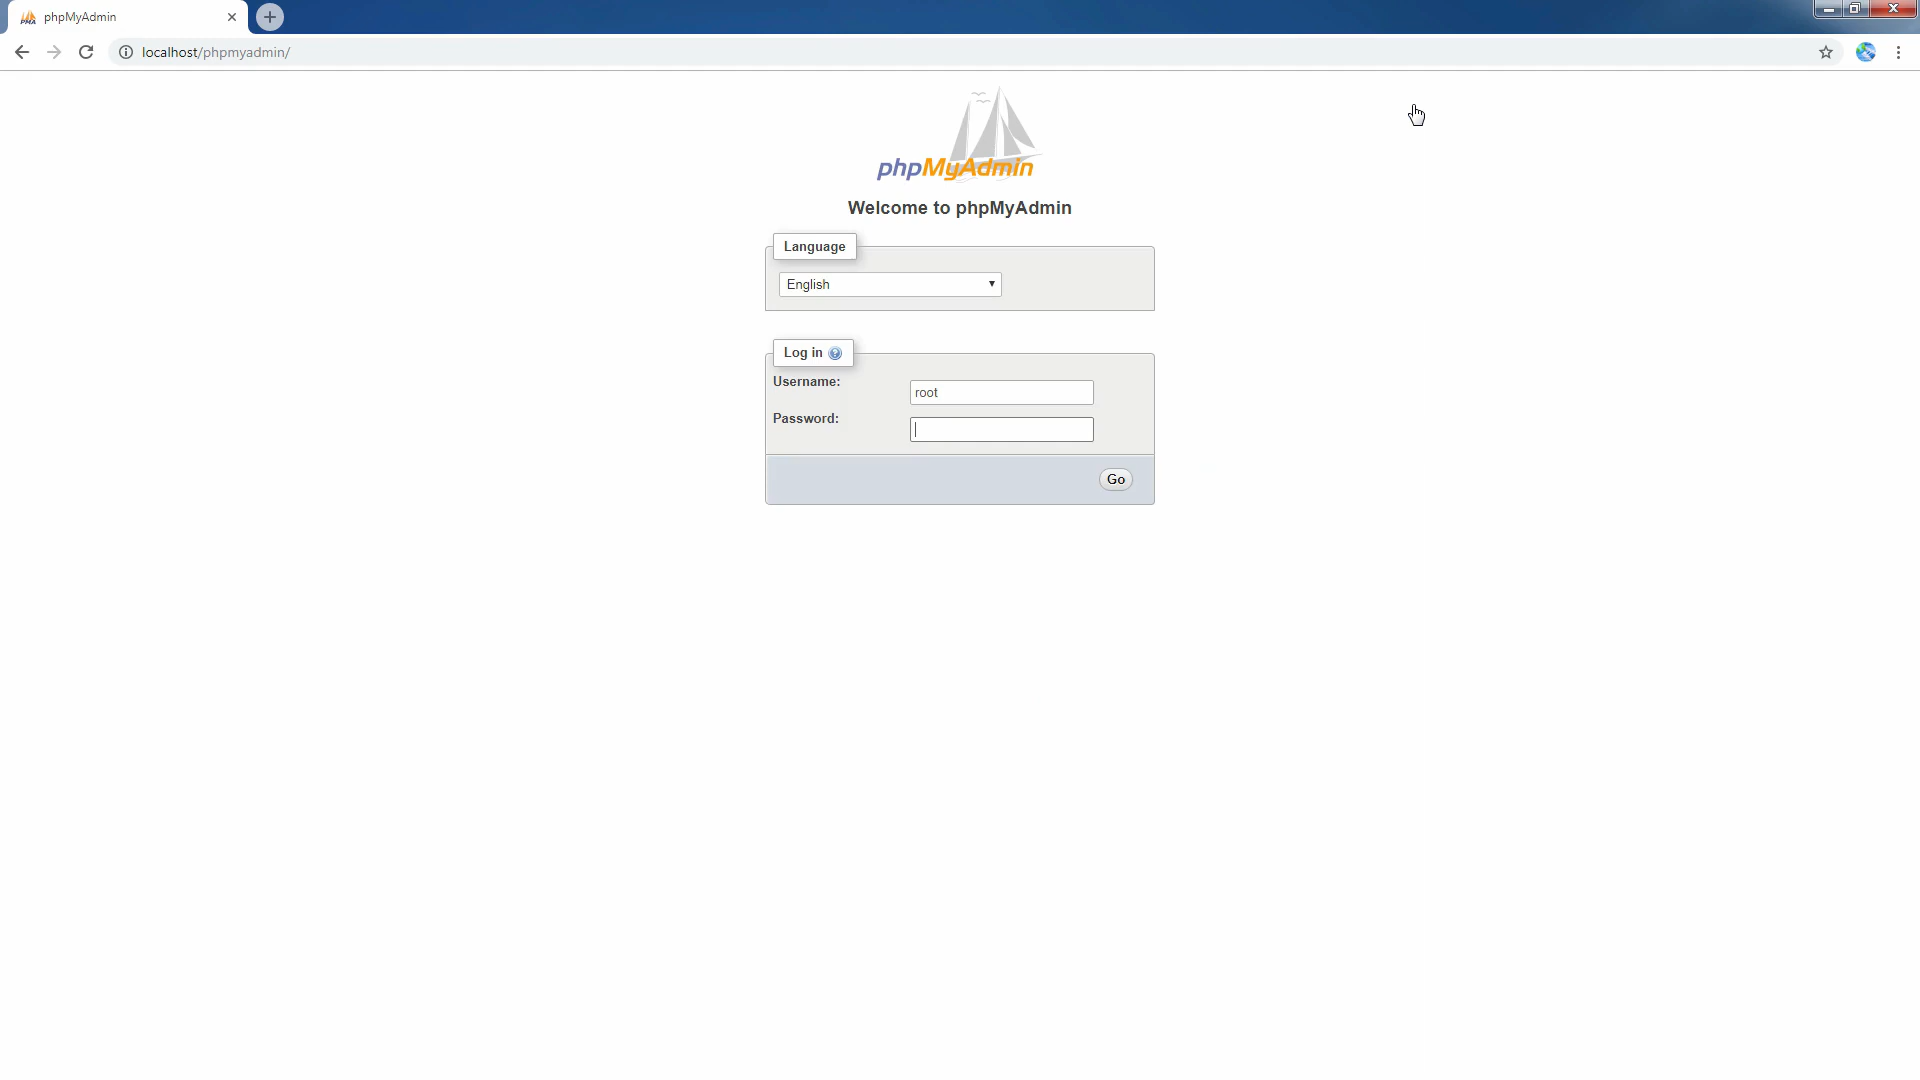 phpMyAdmin
localhost/phpmyadmin/
phpMyAdmin
Welcome to phpMyAdmin
Language
English
Log in
Username:
root
Password:
Go